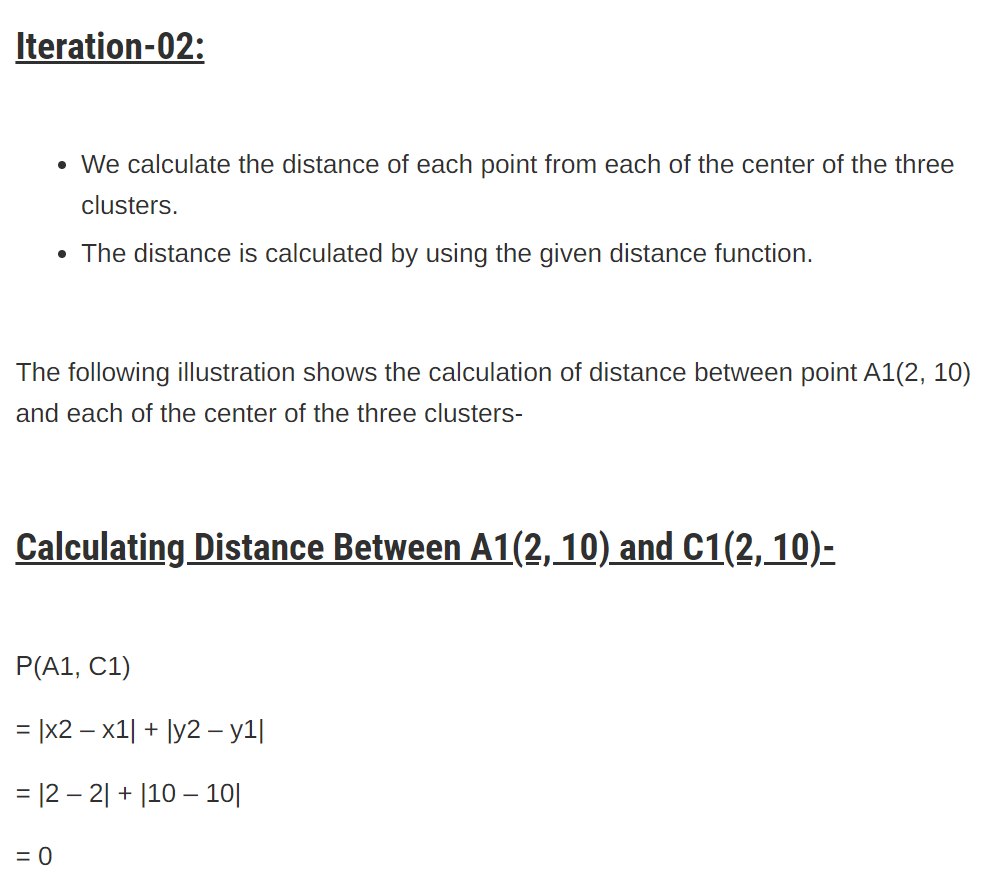 Iteration-02:
• We calculate the distance of each point from each of the center of the three
clusters.
• The distance is calculated by using the given distance function.
The following illustration shows the calculation of distance between point A1(2, 10)
and each of the center of the three clusters-
Calculating Distance Between A1(2, 10) and C1(2, 10)-
P(A1, C1)
= |x2 – x1| + |y2 – y1|
= |2 – 2| + |10 – 10|
= 0